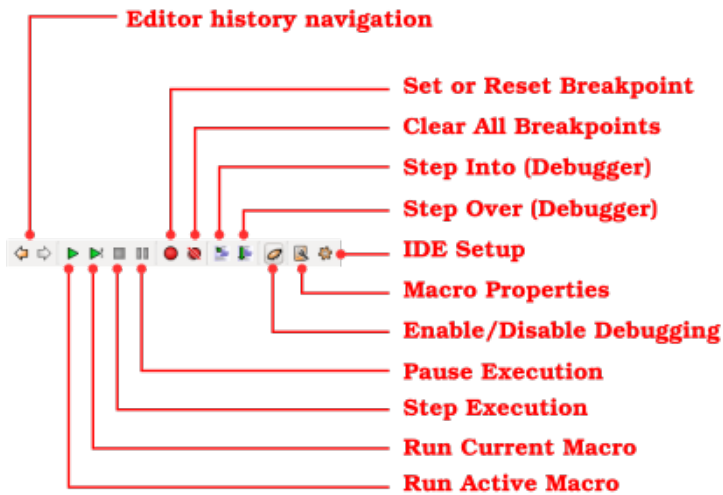 Editor history navigation
Set or Reset Breakpoint
Clear All Breakpoints
Step Into (Debugger)
Step Over (Debugger)
IDE Setup
Macro Properties
Enable/Disable Debugging
Pause Execution
Step Execution
Run Current Macro
Run Active Macro